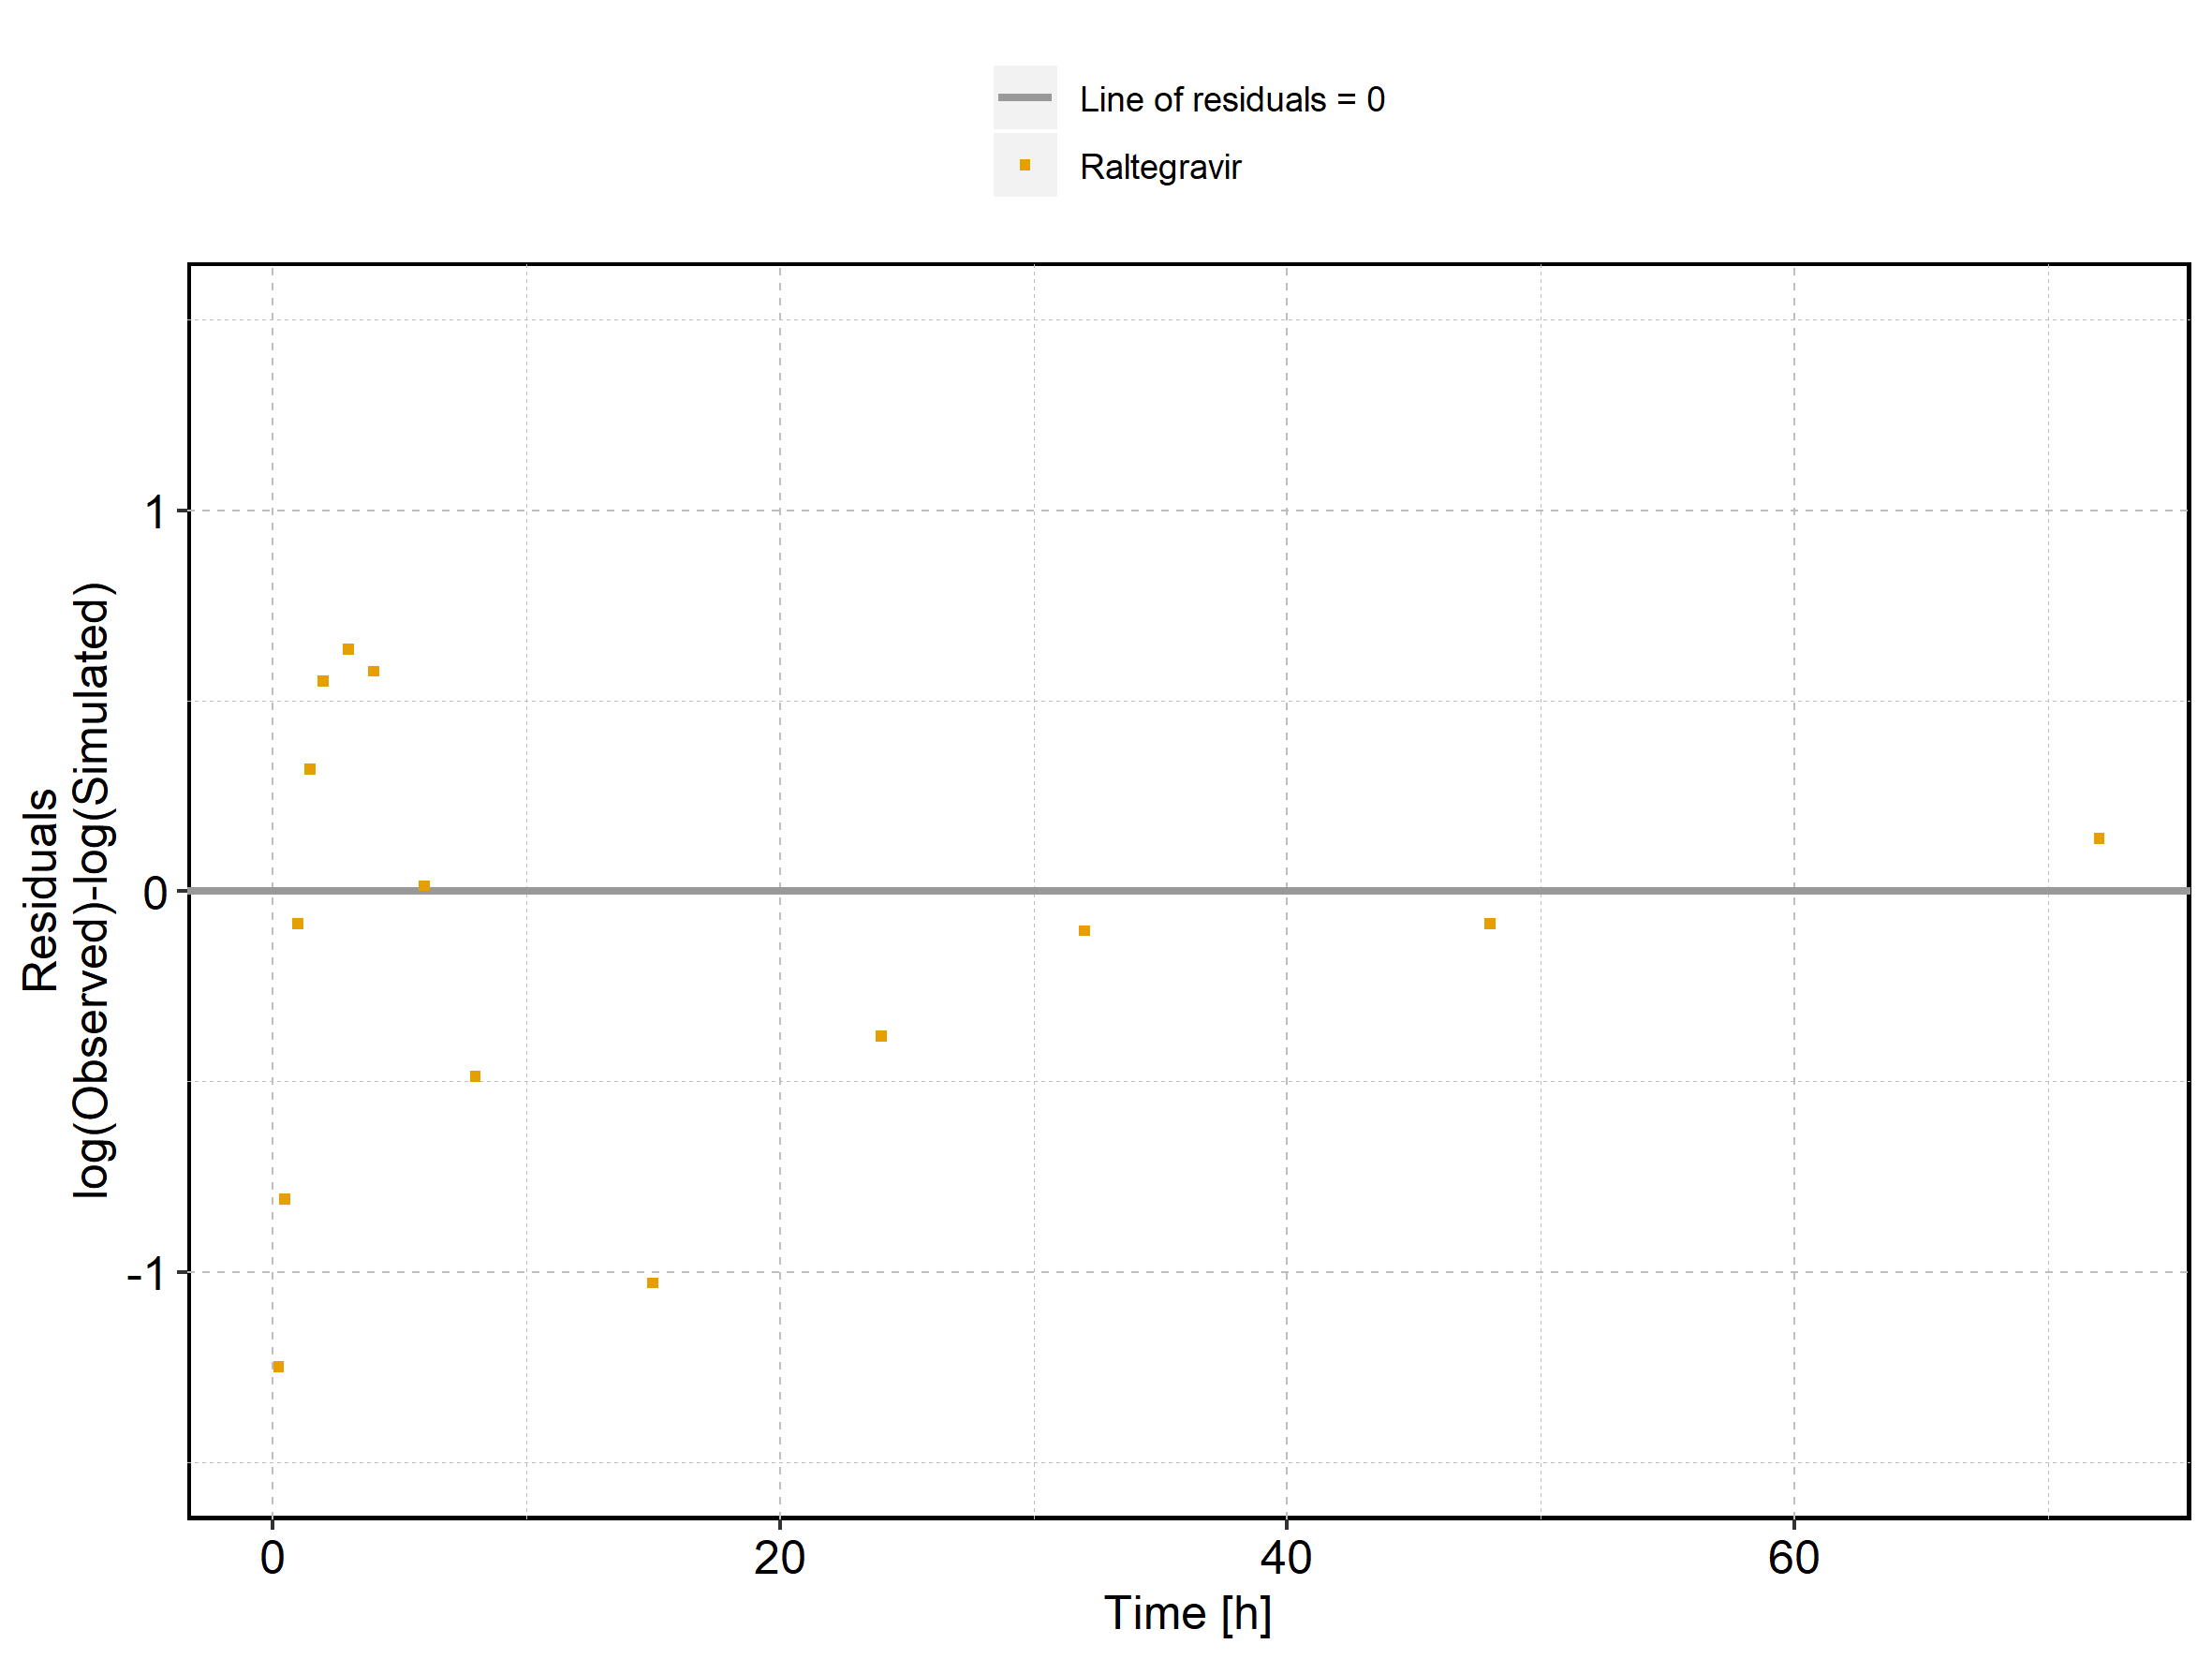 Line of residuals = 0
Raltegravir
Residuals
log(Observed)-log(Simulated)
1
0
-1
0
20
40
60
Time [h]